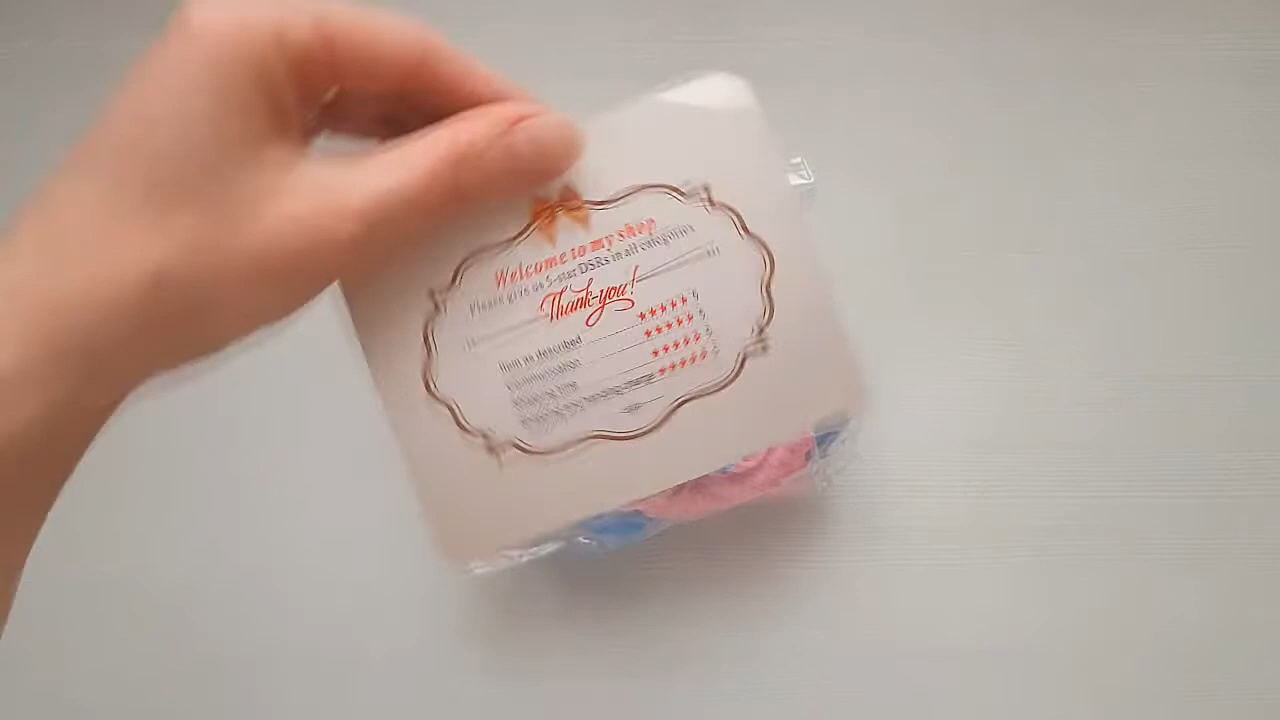 Welcome to my shop
Please give us 5-star DSRs in all categories
Thank-you!
Item as described
Communication